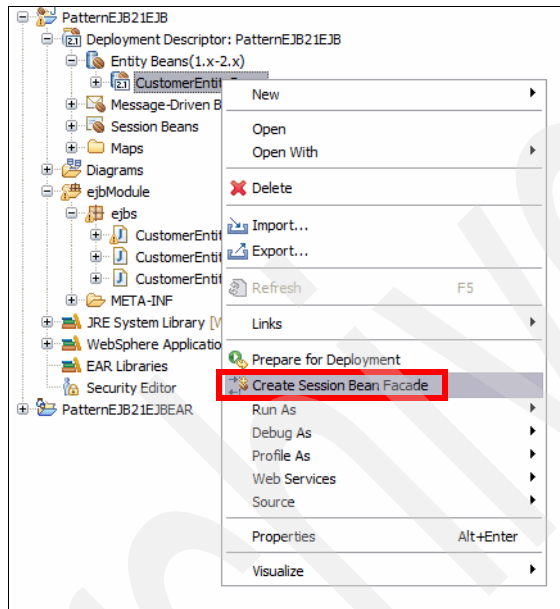 PatternEJB21EJB
Deployment Descriptor: PatternEJB21EJB
Entity Beans(1.x-2.x)
CustomerEntit
Message-Driven B
Session Beans
Maps
Diagrams
ejbModule
ejbs
CustomerEntit
CustomerEntit
CustomerEntit
META-INF
JRE System Library [W
WebSphere Applicatio
EAR Libraries
Security Editor
PatternEJB21EJBEAR
New
Open
Open With
Delete
Import...
Export...
Refresh F5
Links
Prepare for Deployment
Create Session Bean Facade
Run As
Debug As
Profile As
Web Services
Source
Properties Alt+Enter
Visualize